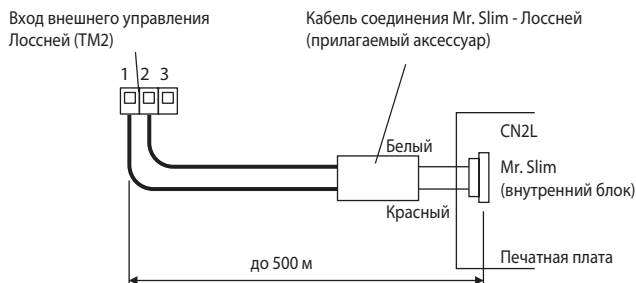 Вход внешнего управления
Лоссней (TM2)
Кабель соединения Mr. Slim - Лоссней
(прилагаемый аксессуар)
1 2 3
CN2L
Белый
Mr. Slim
(внутренний блок)
Красный
Печатная плата
до 500 м